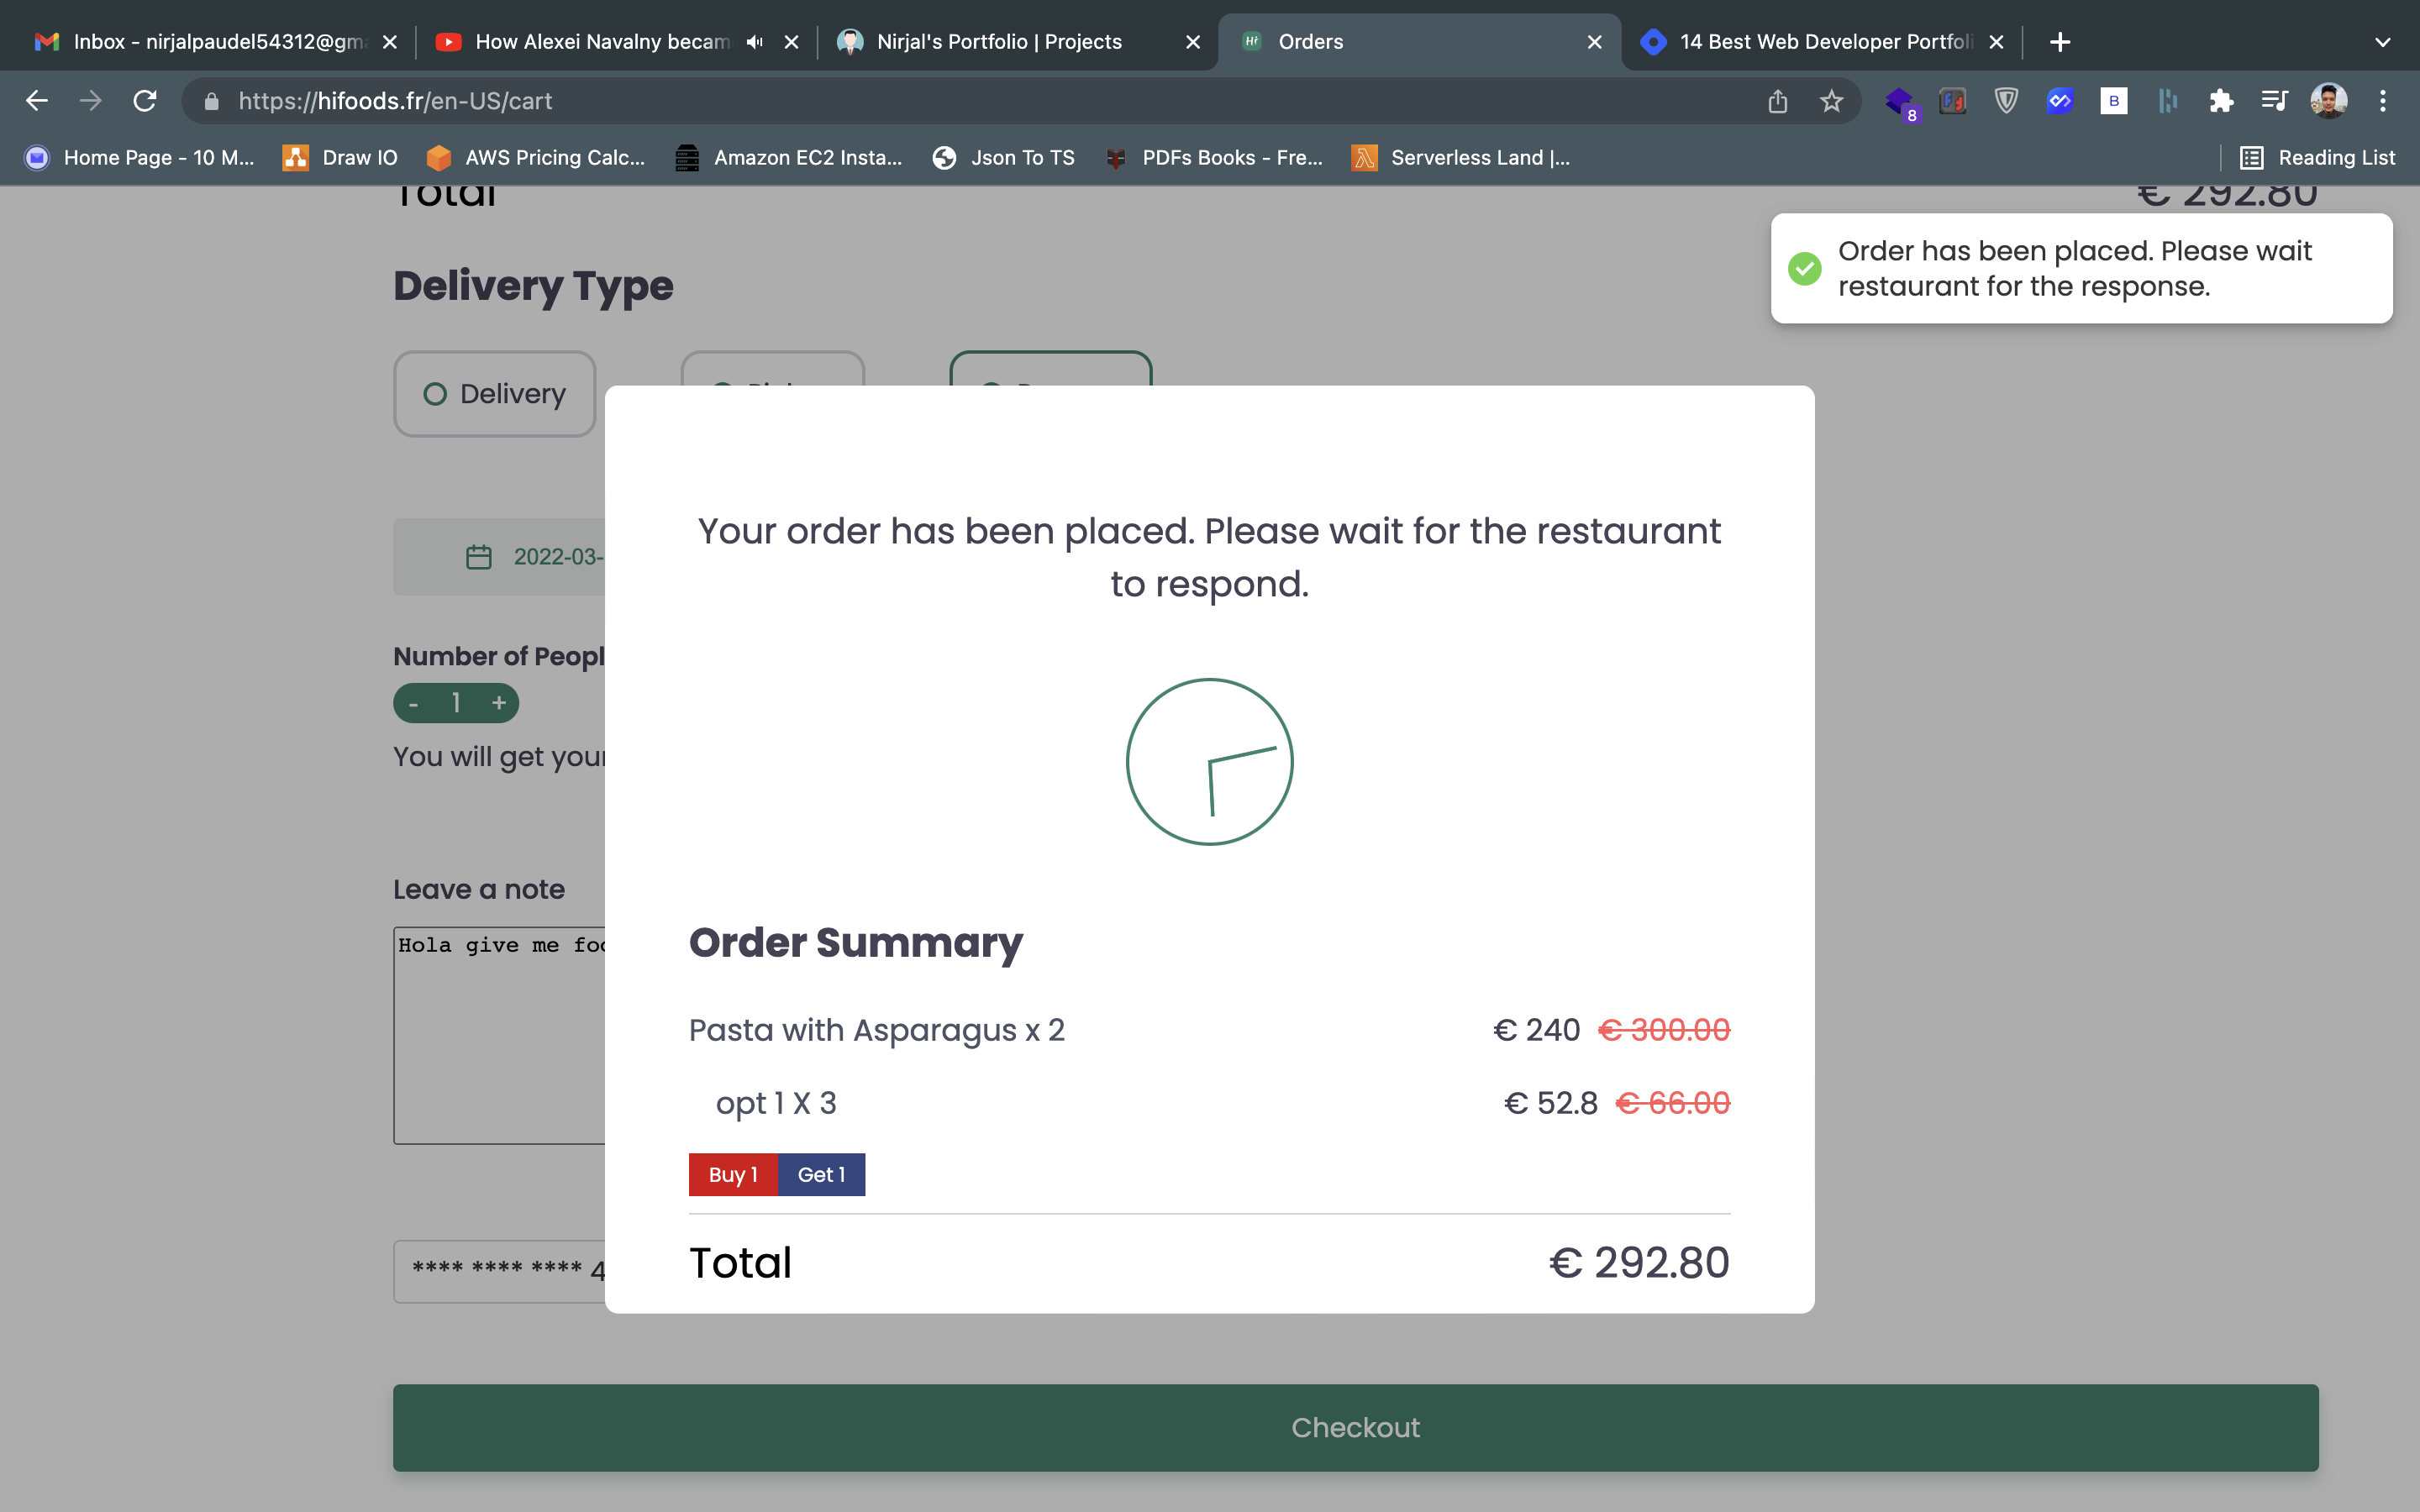 Inbox - nirjalpaudel54312@gm
How Alexei Navalny becam
Nirjal's Portfolio | Projects
Hi Orders
14 Best Web Developer Portfoli
https://hifoods.fr/en-US/cart
8
B
Home Page - 10 M...
Draw IO
AWS Pricing Calc...
Amazon EC2 Insta...
Json To TS
PDFs Books - Fre...
Serverless Land |...
Reading List
Total € 292.80
Order has been placed. Please wait
restaurant for the response.
Delivery Type
Delivery
Your order has been placed. Please wait for the restaurant
to respond.
2022-03-
Number of Peopl
- 1 +
You will get your
Leave a note
Hola give me foo
Order Summary
Pasta with Asparagus x 2 € 240 € 300.00
opt 1 X 3 € 52.8 € 66.00
Buy 1 Get 1
Total € 292.80
**** **** **** 4
Checkout